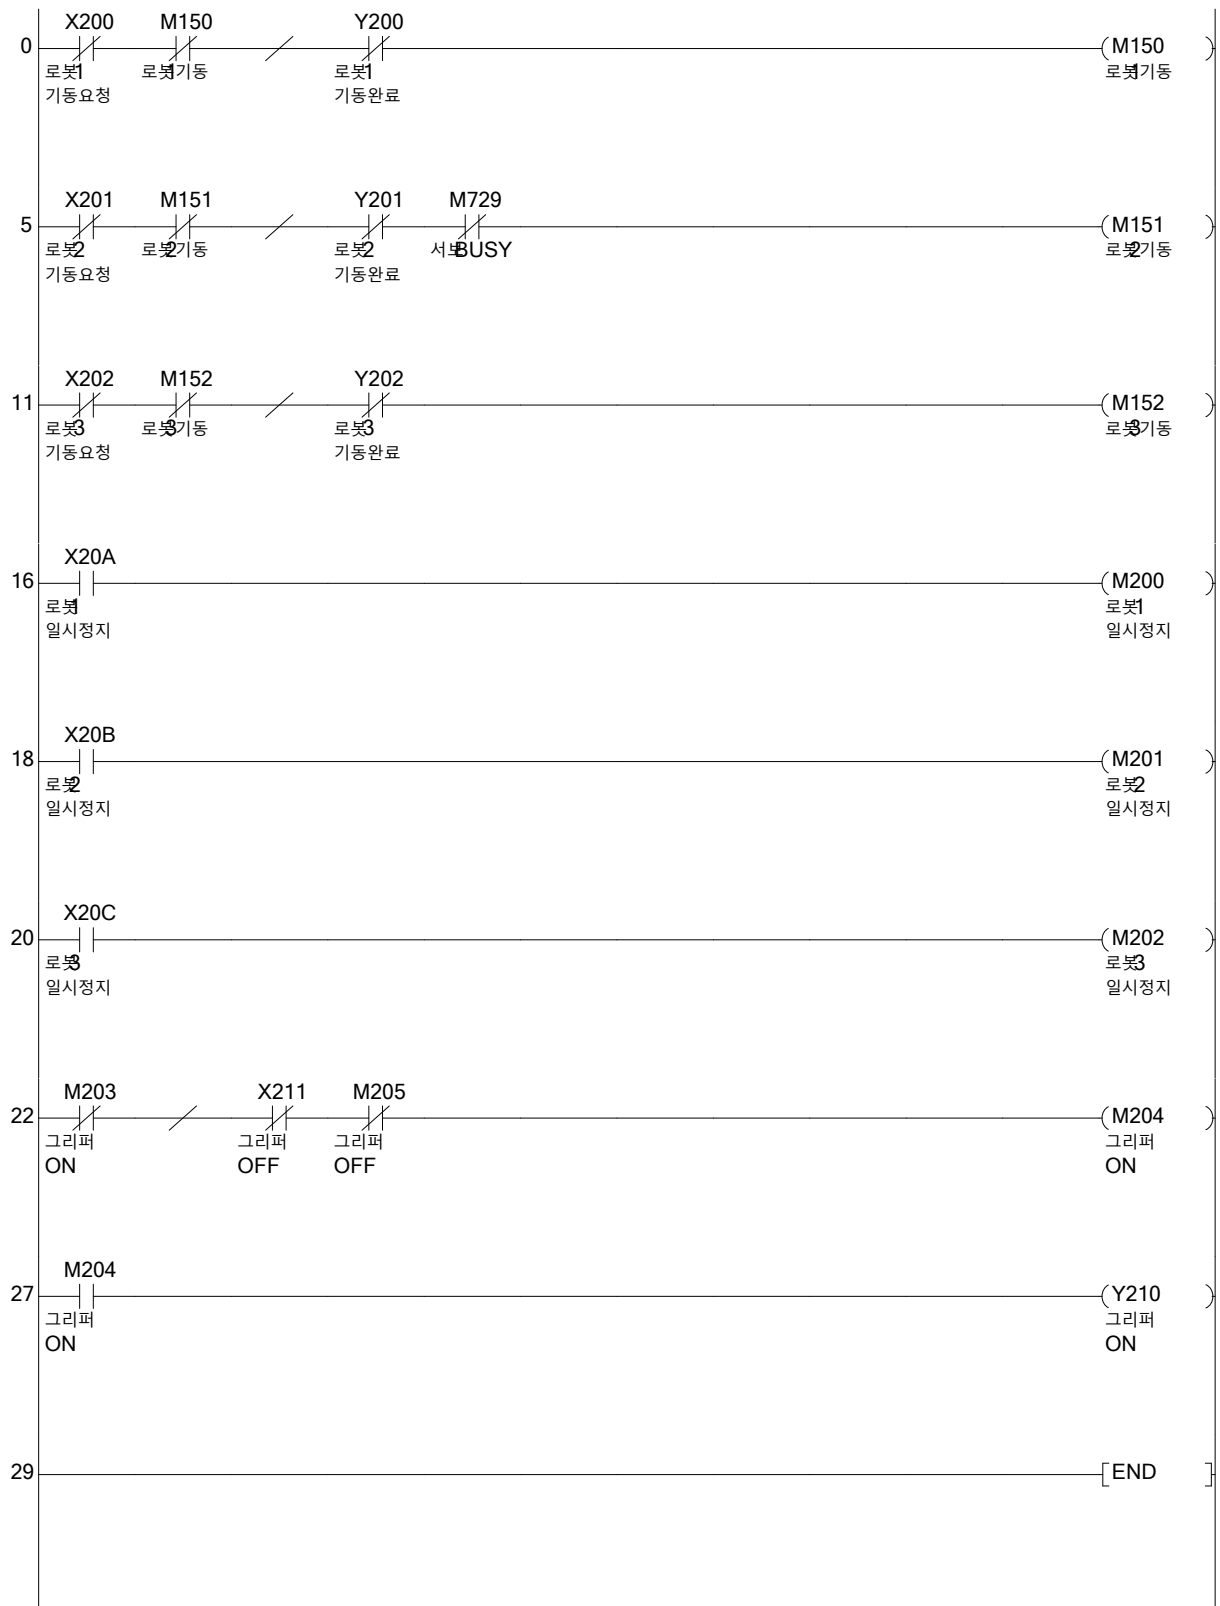 X200 M150 Y200
0 (M150 )
로봇1 로봇1기동 로봇1 로봇1기동
기동요청 기동완료
X201 M151 Y201 M729
5 (M151 )
로봇2 로봇2기동 로봇2 서보BUSY 로봇2기동
기동요청 기동완료
X202 M152 Y202
11 (M152 )
로봇3 로봇3기동 로봇3 로봇3기동
기동요청 기동완료
X20A
16 (M200 )
로봇1 로봇1
일시정지 일시정지
X20B
18 (M201 )
로봇2 로봇2
일시정지 일시정지
X20C
20 (M202 )
로봇3 로봇3
일시정지 일시정지
M203 X211 M205
22 (M204 )
그리퍼 그리퍼 그리퍼 그리퍼
ON OFF OFF ON
M204
27 (Y210 )
그리퍼 그리퍼
ON ON
29 [END ]